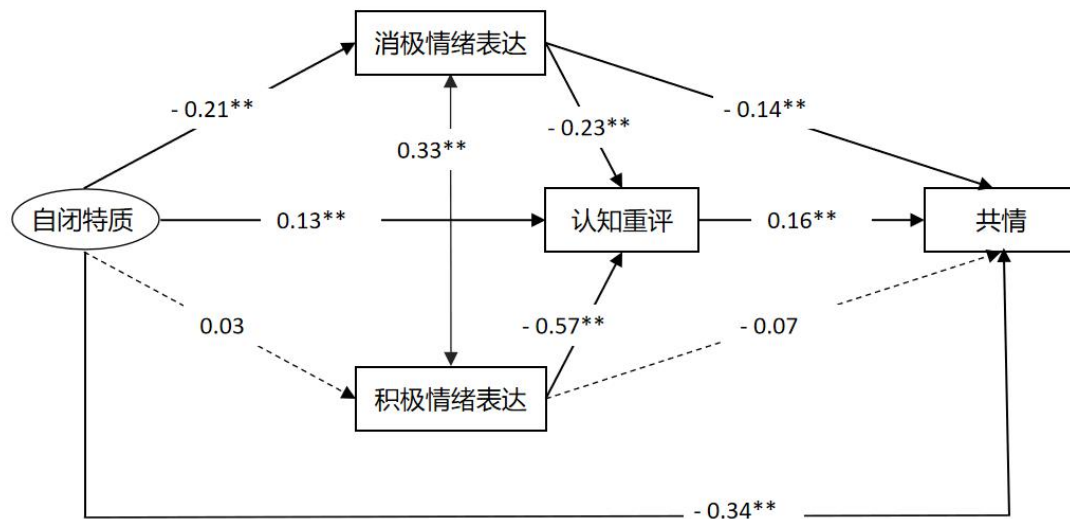 消极情绪表达
- 0.21**
- 0.14**
- 0.23**
0.33**
自闭特质
0.13**
认知重评
0.16**
共情
0.03
- 0.57**
- 0.07
积极情绪表达
- 0.34**